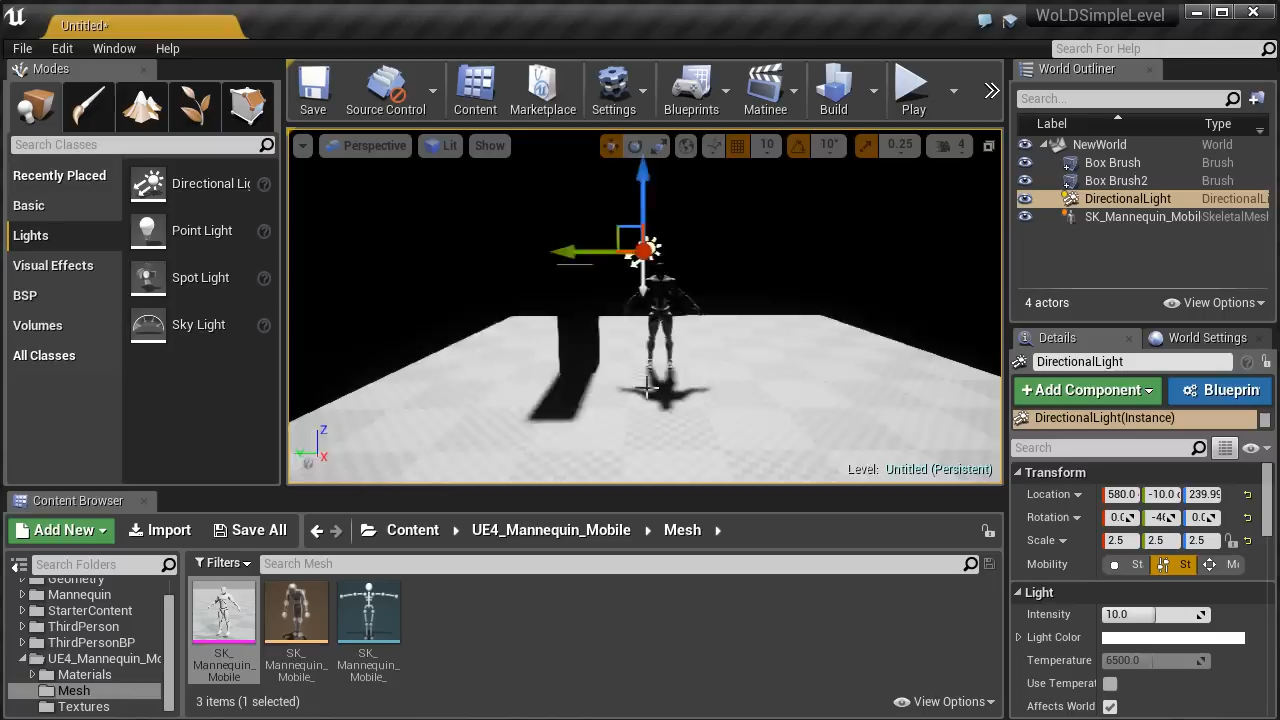 Untitled*
WoLDSimpleLevel
File Edit Window Help
Search For Help
Modes
Search Classes
Recently Placed
Basic
Lights
Visual Effects
BSP
Volumes
All Classes
Directional Lig
Point Light
Spot Light
Sky Light
Save
Source Control
Content
Marketplace
Settings
Blueprints
Matinee
Build
Play
Perspective
Lit
Show
10
10°
0.25
4
Z
Y
X
Level: Untitled (Persistent)
World Outliner
Search...
Label Type
NewWorld World
Box Brush Brush
Box Brush2 Brush
DirectionalLight DirectionalLi
SK_Mannequin_Mobil SkeletalMesh
4 actors
View Options
Details
World Settings
DirectionalLight
Add Component
Blueprin
DirectionalLight(Instance)
Search
Transform
Location 580.0 -10.0 239.99
Rotation 0.0 -46 0.0
Scale 2.5 2.5 2.5
Mobility St St Mo
Light
Intensity 10.0
Light Color
Temperature 6500.0
Use Temperat
Affects World
Content Browser
Add New
Import
Save All
Content
UE4_Mannequin_Mobile
Mesh
Search Folders
Filters
Search Mesh
Geometry
Mannequin
StarterContent
ThirdPerson
ThirdPersonBP
UE4_Mannequin_Mo
Materials
Mesh
Textures
SK_
Mannequin_
Mobile
SK_
Mannequin_
Mobile_
SK_
Mannequin_
Mobile_
3 items (1 selected)
View Options